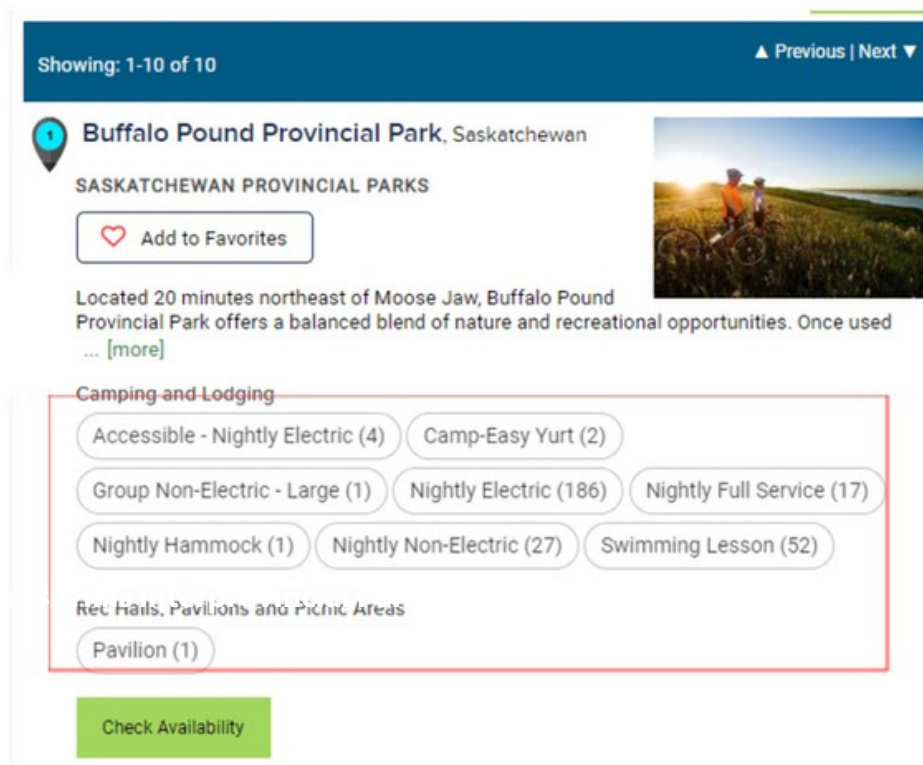 Showing: 1-10 of 10
▲ Previous | Next ▼
1
Buffalo Pound Provincial Park, Saskatchewan
SASKATCHEWAN PROVINCIAL PARKS
Add to Favorites
Located 20 minutes northeast of Moose Jaw, Buffalo Pound
Provincial Park offers a balanced blend of nature and recreational opportunities. Once used
... [more]
Camping and Lodging
Accessible - Nightly Electric (4) Camp-Easy Yurt (2)
Group Non-Electric - Large (1) Nightly Electric (186) Nightly Full Service (17)
Nightly Hammock (1) Nightly Non-Electric (27) Swimming Lesson (52)
Rec Halls, Pavilions and Picnic Areas
Pavilion (1)
Check Availability